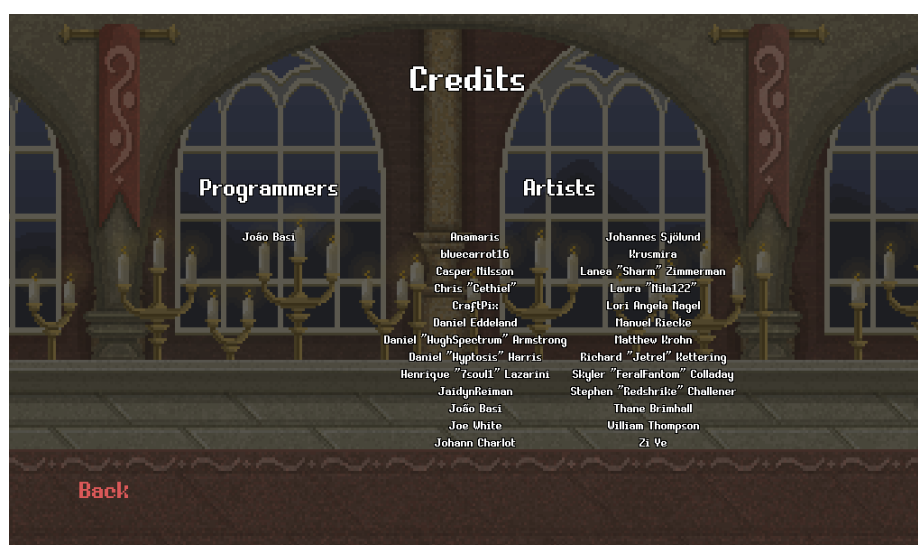 Credits
Programmers
João Basi
Artists
Anamaris
bluecarrot16
Casper Nilsson
Chris "Cethiel"
CraftPix
Daniel Eddeland
Daniel "HughSpectrum" Armstrong
Daniel "Hyptosis" Harris
Henrique "7soul1" Lazarini
JaidynReiman
João Basi
Joe White
Johann Charlot
Johannes Sjölund
Krusmira
Lanea "Sharm" Zimmerman
Laura "Mila122"
Lori Angela Nagel
Manuel Riecke
Matthew Krohn
Richard "Jetrel" Kettering
Skyler "FeralFantom" Colladay
Stephen "Redshrike" Challener
Thane Brimhall
William Thompson
Zi Ye
Back